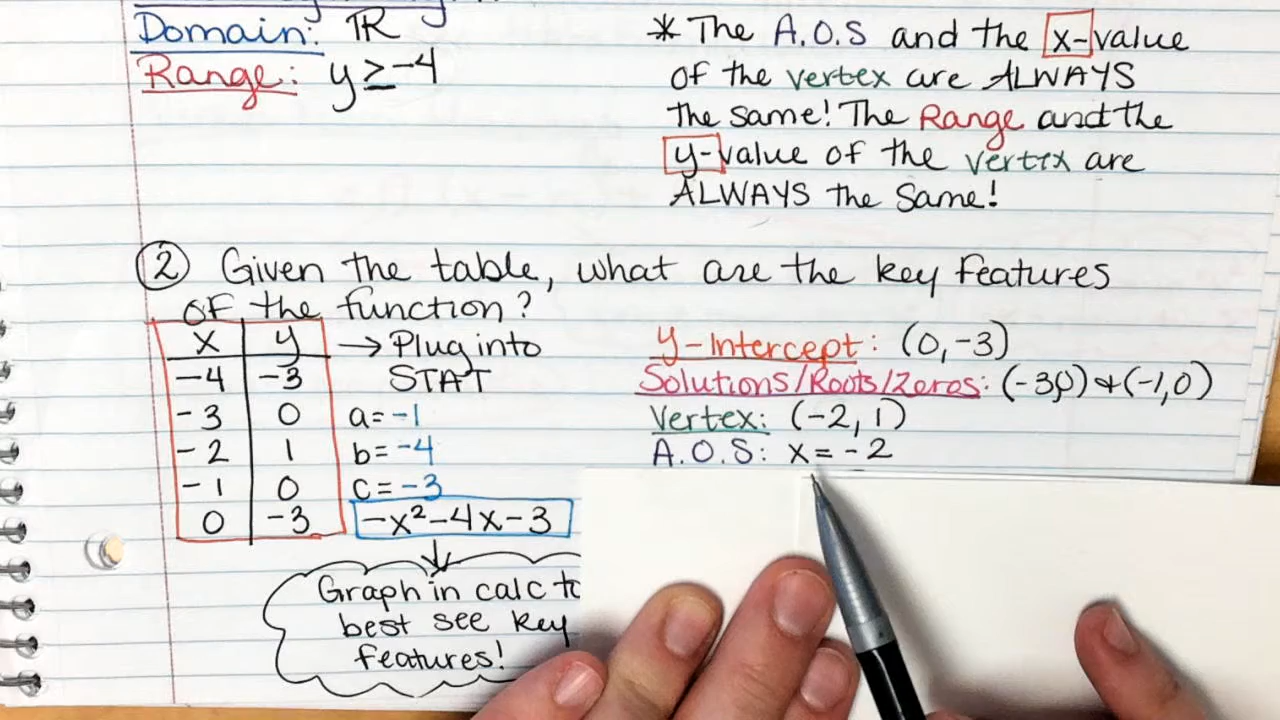 Domain: ℝ
Range: y ≥ -4
* The A.O.S and the x-value
of the vertex are ALWAYS
the same! The Range and the
y-value of the vertex are
ALWAYS the Same!
② Given the table, what are the key features
of the function?
x y → Plug into
-4 -3 STAT
-3 0 a = -1
-2 1 b = -4
-1 0 c = -3
0 -3 -x²-4x-3
Graph in calc to
best see key
features!
y-Intercept: (0,-3)
Solutions/Roots/Zeros: (-3,0) & (-1,0)
Vertex: (-2, 1)
A.O.S: x = -2